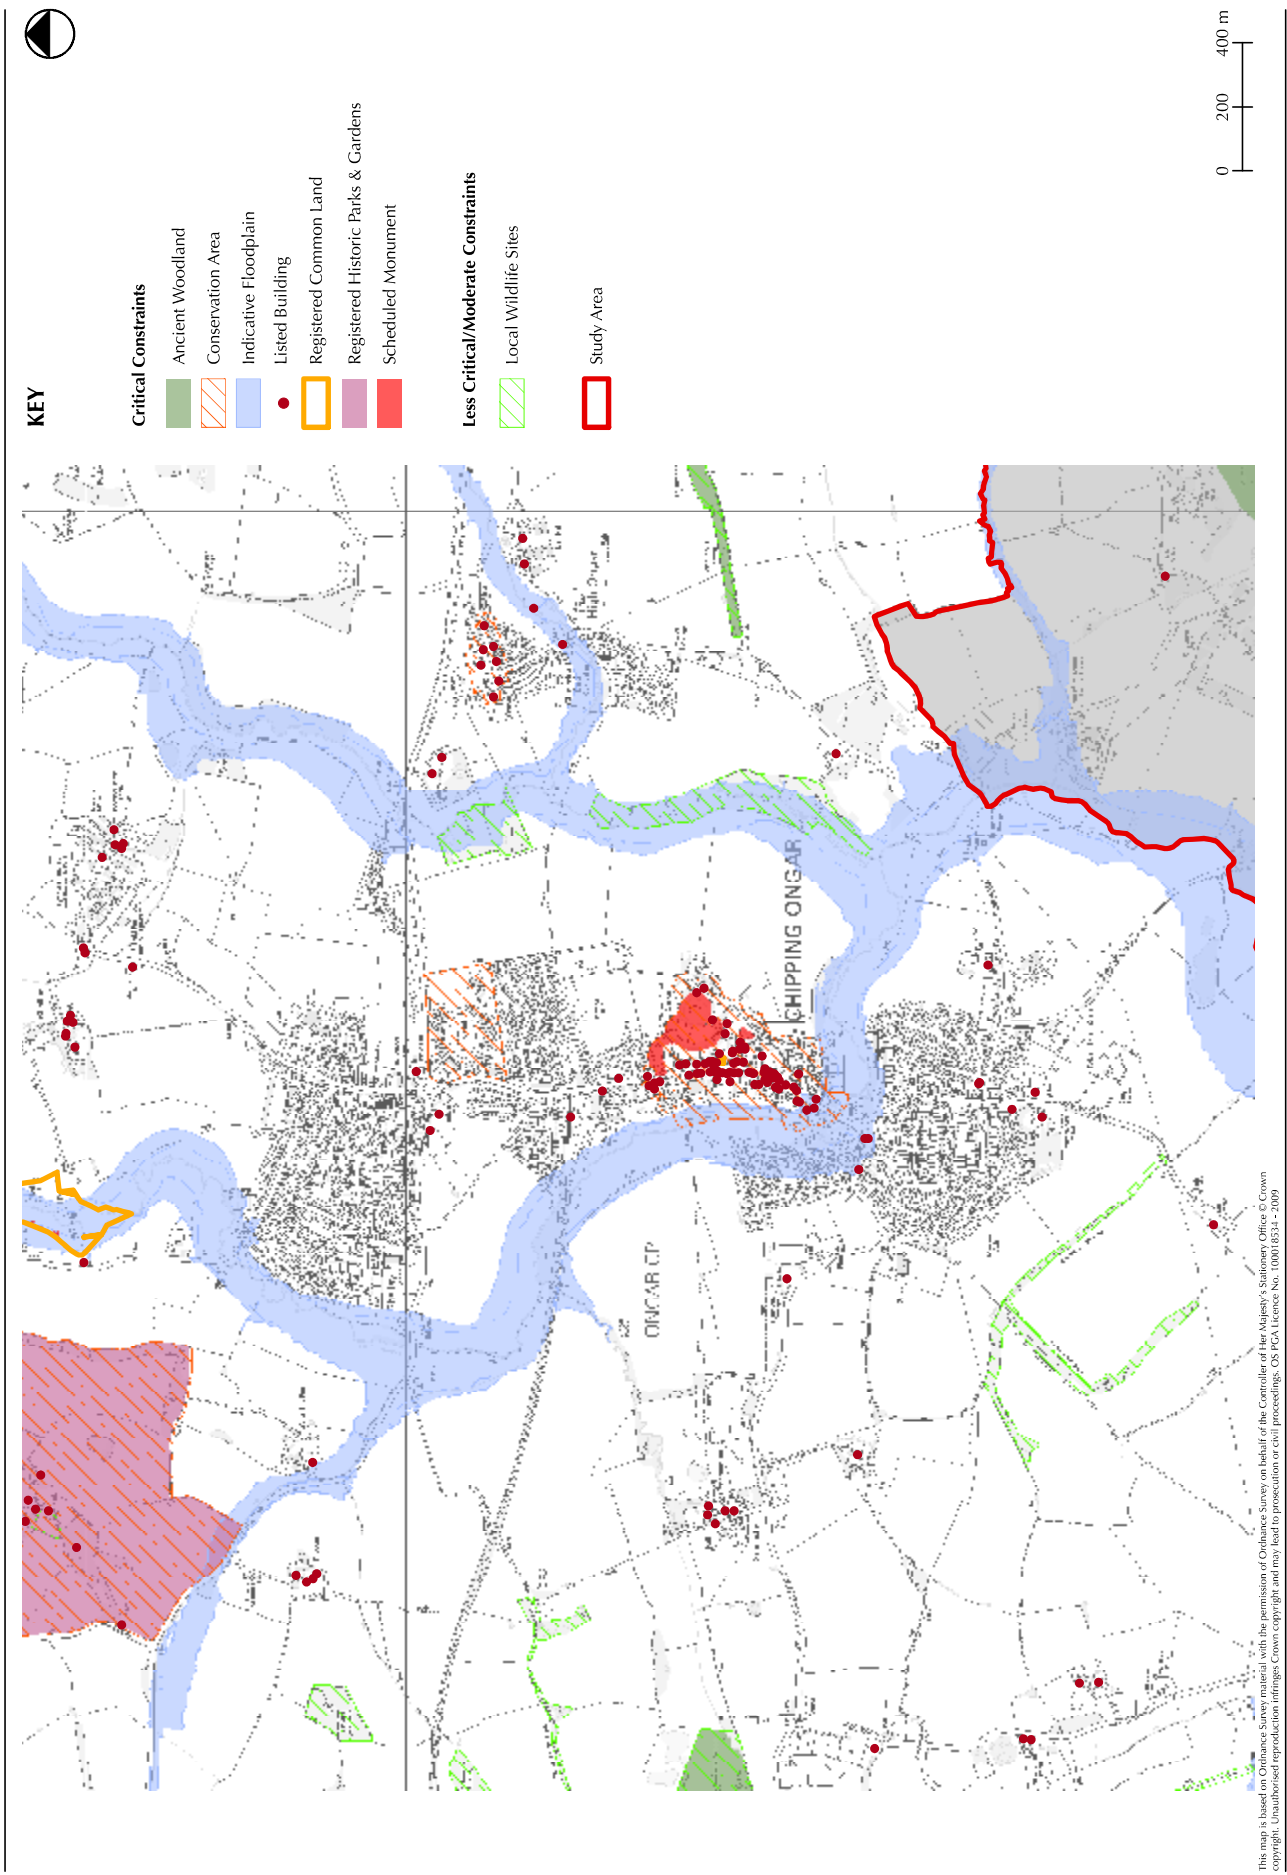 KEY
Critical Constraints
Ancient Woodland
Conservation Area
Indicative Floodplain
Listed Building
Registered Common Land
Registered Historic Parks & Gardens
Scheduled Monument
Less Critical/Moderate Constraints
Local Wildlife Sites
Study Area
0 200 400 m
CHIPPING ONGAR
ONGAR CP
High Ongar
This map is based on Ordnance Survey material with the permission of Ordnance Survey on behalf of the Controller of Her Majesty's Stationery Office © Crown
copyright. Unauthorised reproduction infringes Crown copyright and may lead to prosecution or civil proceedings. OS PGA Licence No. 100018534 - 2009